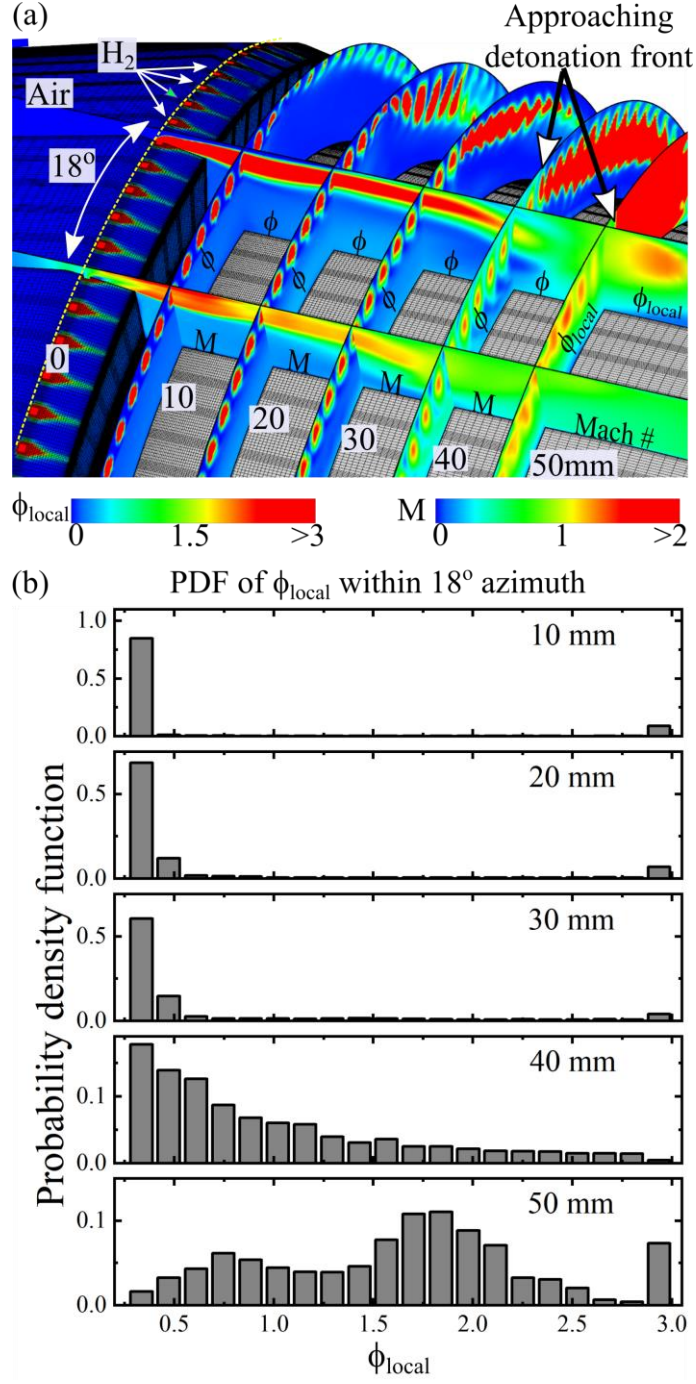 (a)
Approaching
detonation front
H₂
Air
18°
ϕ ϕ ϕ ϕ ϕlocal
ϕ ϕ ϕ ϕ ϕlocal
0
M M M M Mach #
10 20 30 40 50mm
ϕlocal 0 1.5 >3
M 0 1 >2
(b) PDF of ϕlocal within 18° azimuth
Probability density function
1.0
0.5
0.0
10 mm
0.5
0.0
20 mm
0.5
0.0
30 mm
0.1
0.0
40 mm
0.1
0.0
50 mm
0.5 1.0 1.5 2.0 2.5 3.0
ϕlocal